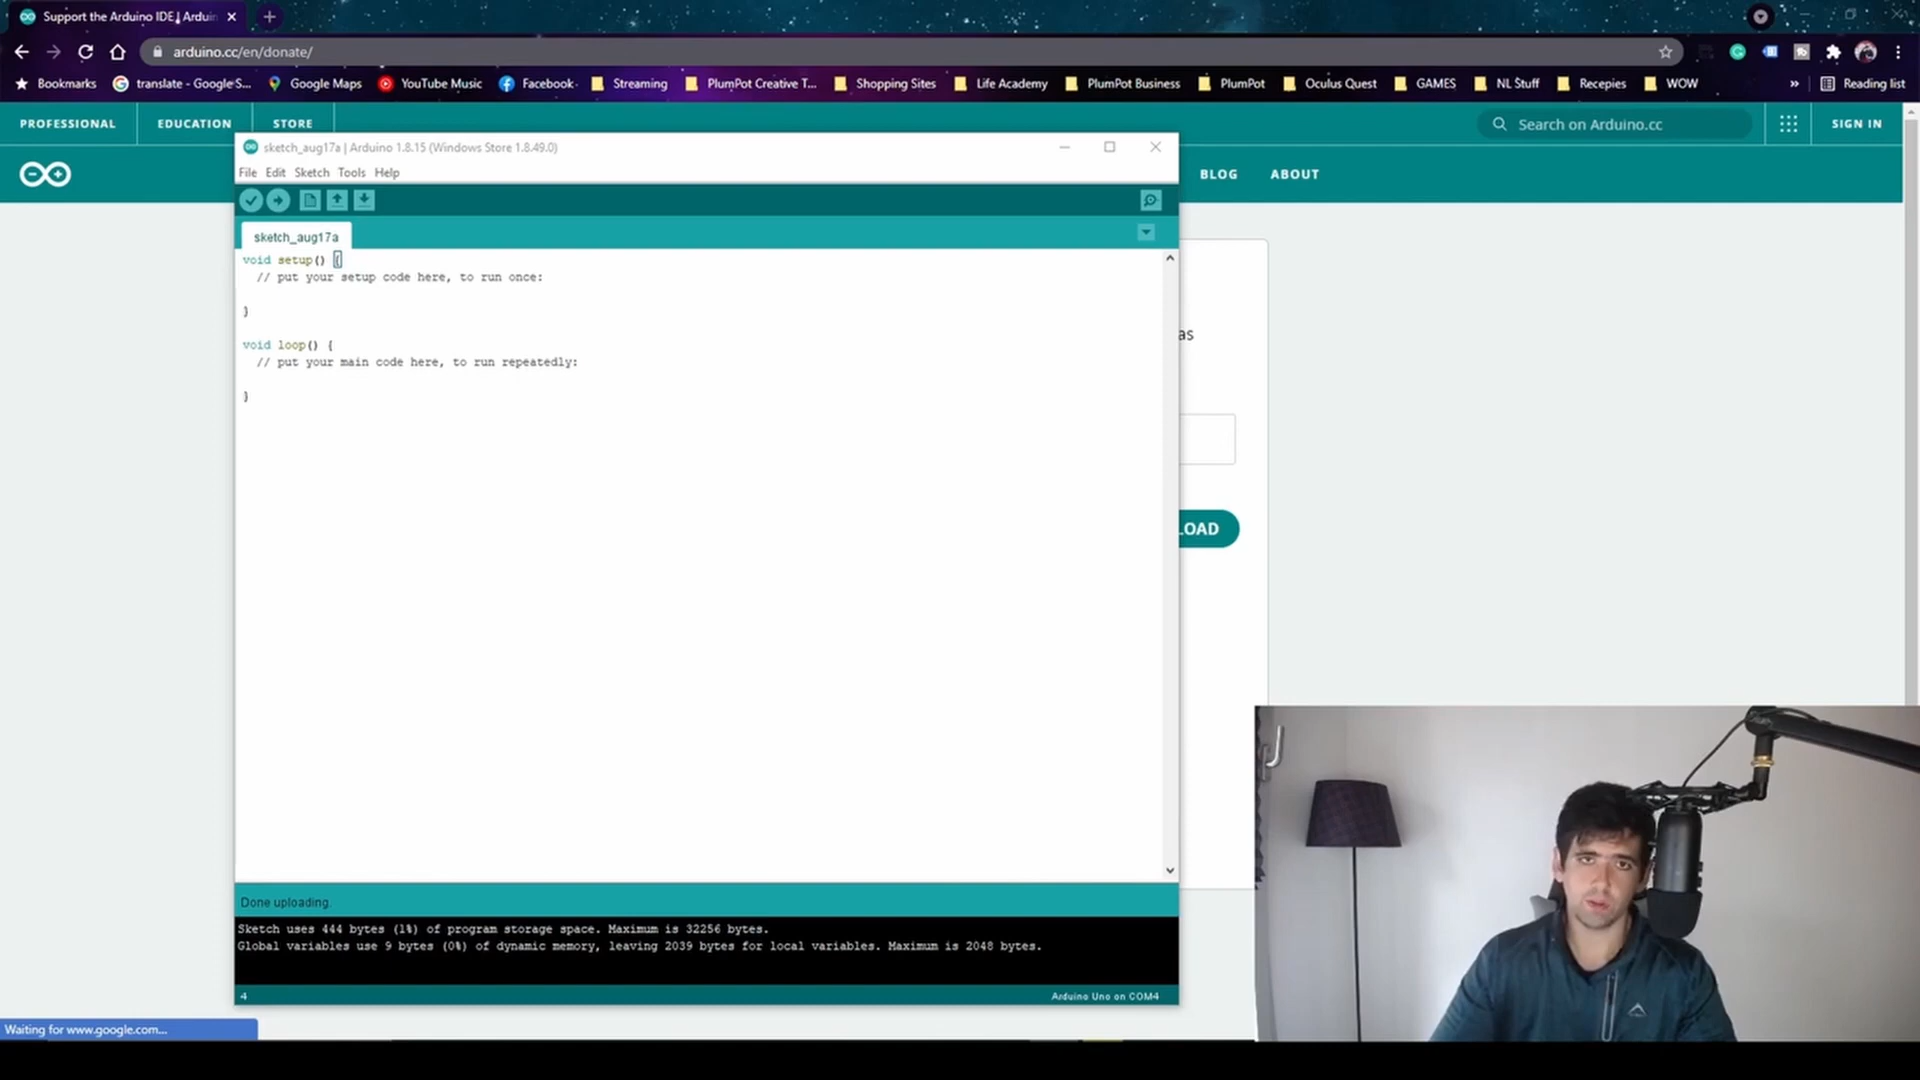 Support the Arduino IDE | Arduin
arduino.cc/en/donate/
Bookmarks translate - Google S... Google Maps YouTube Music Facebook Streaming PlumPot Creative T... Shopping Sites Life Academy PlumPot Business PlumPot Oculus Quest GAMES NL Stuff Recepies WOW » Reading list
PROFESSIONAL EDUCATION STORE Search on Arduino.cc SIGN IN
BLOG ABOUT
sketch_aug17a | Arduino 1.8.15 (Windows Store 1.8.49.0)
File Edit Sketch Tools Help
sketch_aug17a
void setup() {
// put your setup code here, to run once:
}
void loop() {
// put your main code here, to run repeatedly:
}
as
LOAD
Done uploading.
Sketch uses 444 bytes (1%) of program storage space. Maximum is 32256 bytes.
Global variables use 9 bytes (0%) of dynamic memory, leaving 2039 bytes for local variables. Maximum is 2048 bytes.
4 Arduino Uno on COM4
Waiting for www.google.com...